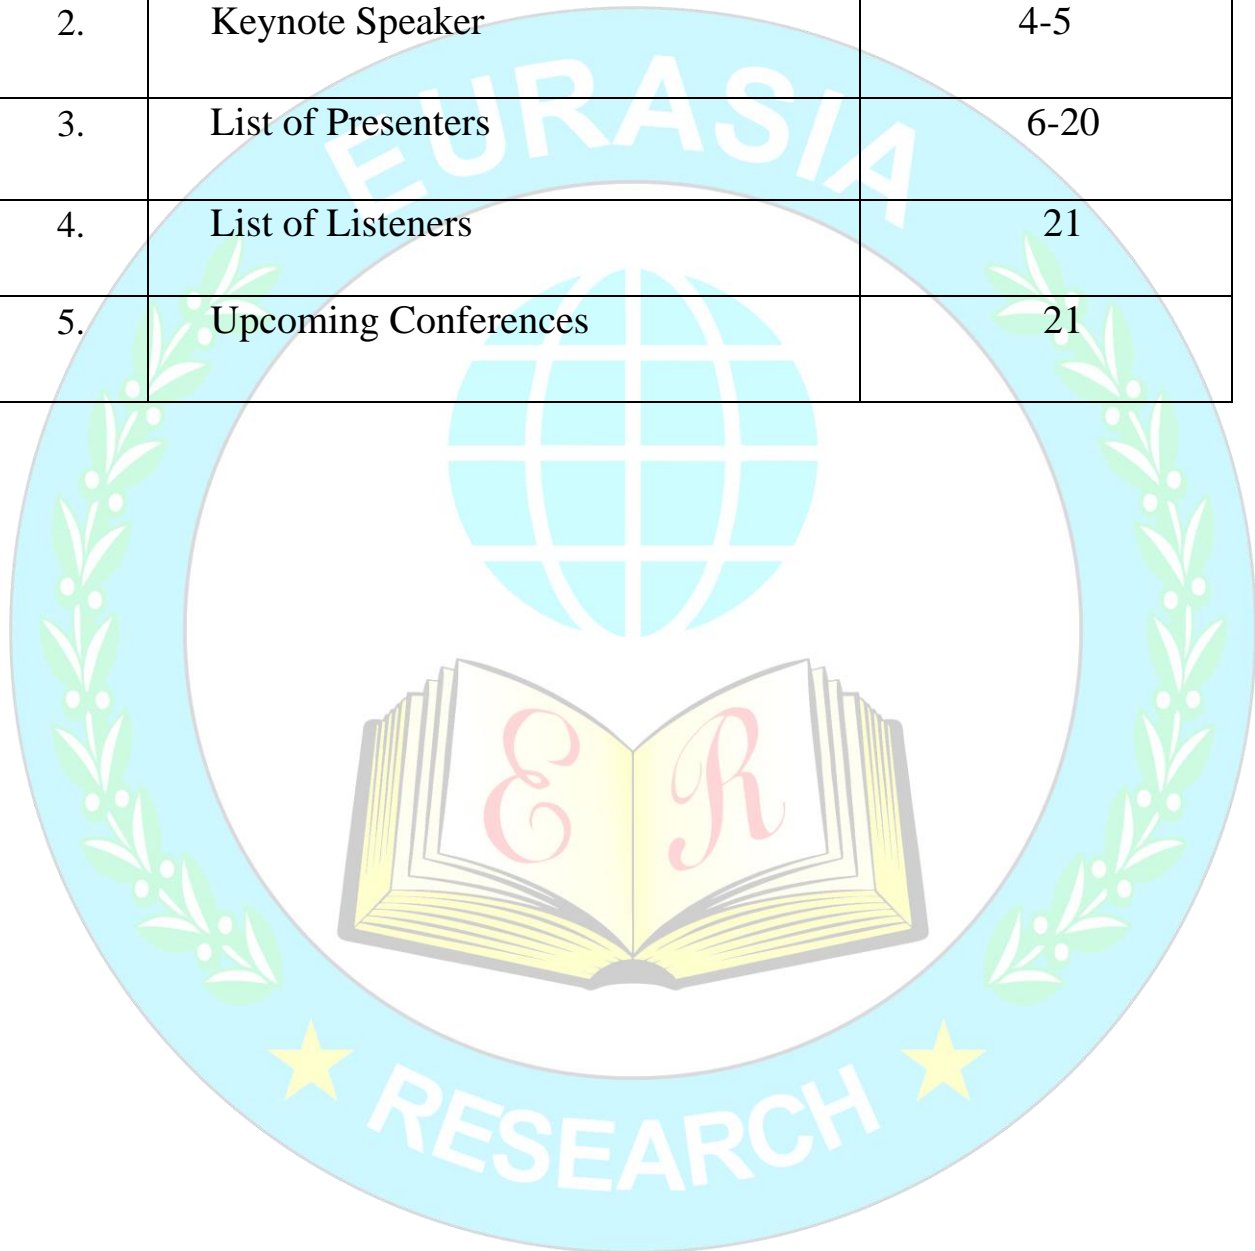 2. Keynote Speaker 4-5
3. List of Presenters 6-20
4. List of Listeners 21
5. Upcoming Conferences 21
EURASIA
E R
RESEARCH